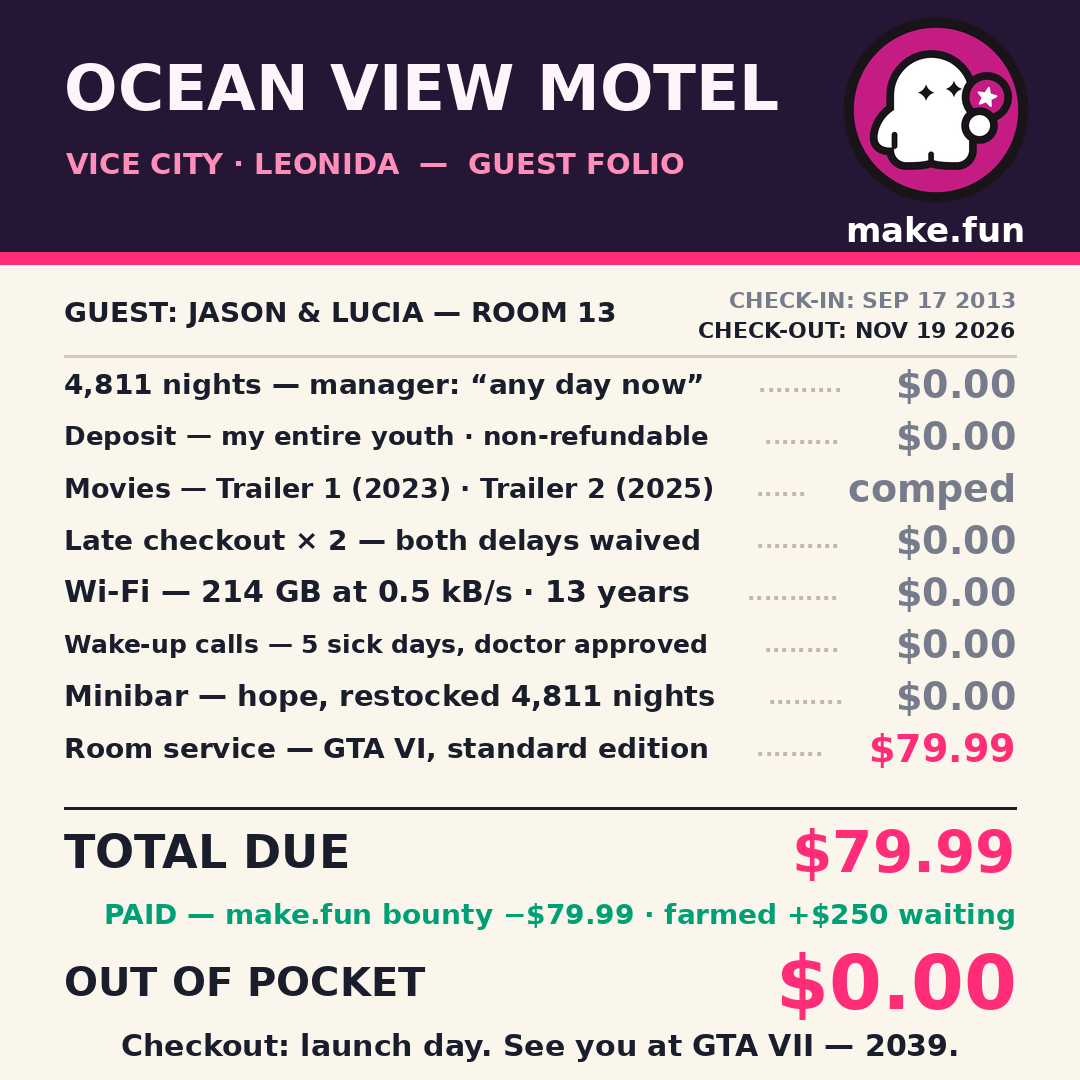 OCEAN VIEW MOTEL
VICE CITY · LEONIDA — GUEST FOLIO
make.fun
GUEST: JASON & LUCIA — ROOM 13
CHECK-IN: SEP 17 2013
CHECK-OUT: NOV 19 2026
4,811 nights — manager: “any day now” .......... $0.00
Deposit — my entire youth · non-refundable ......... $0.00
Movies — Trailer 1 (2023) · Trailer 2 (2025) ...... comped
Late checkout × 2 — both delays waived .......... $0.00
Wi-Fi — 214 GB at 0.5 kB/s · 13 years ........... $0.00
Wake-up calls — 5 sick days, doctor approved ......... $0.00
Minibar — hope, restocked 4,811 nights ......... $0.00
Room service — GTA VI, standard edition ........ $79.99
TOTAL DUE $79.99
PAID — make.fun bounty −$79.99 · farmed +$250 waiting
OUT OF POCKET $0.00
Checkout: launch day. See you at GTA VII — 2039.